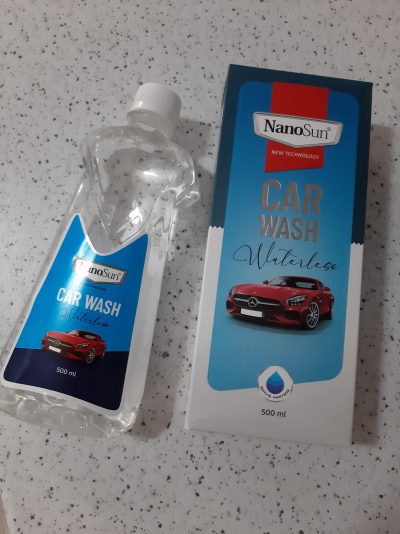 NanoSun®
CAR WASH
Waterless
500 ml
NanoSun®
NEW TECHNOLOGY
CAR
WASH
Waterless
500 ml